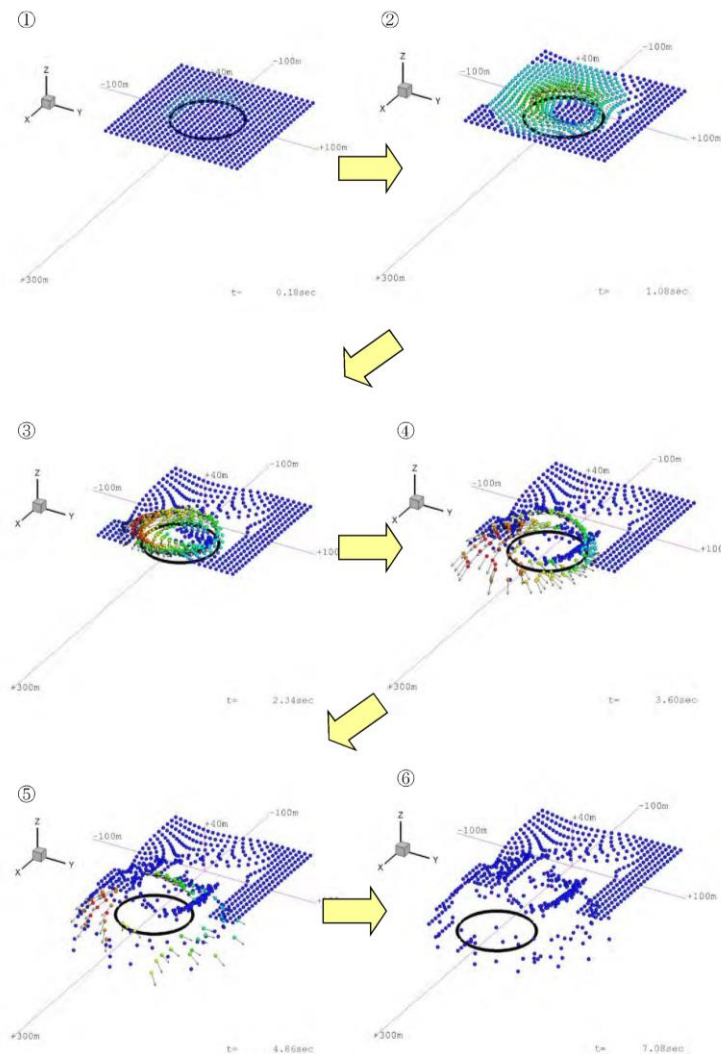 ①
Z
X
Y
-100m
-100m
+100m
+300m
t= 0.18sec
②
Z
X
Y
-100m
+40m
-100m
+100m
+300m
t= 1.08sec
③
Z
X
Y
-100m
+40m
-100m
+300m
t= 2.34sec
④
Z
X
Y
-100m
+40m
-100m
+100m
+300m
t= 3.60sec
⑤
Z
X
Y
-100m
+40m
-100m
+300m
t= 4.86sec
⑥
Z
X
Y
-100m
+40m
-100m
+100m
+300m
t= 7.08sec